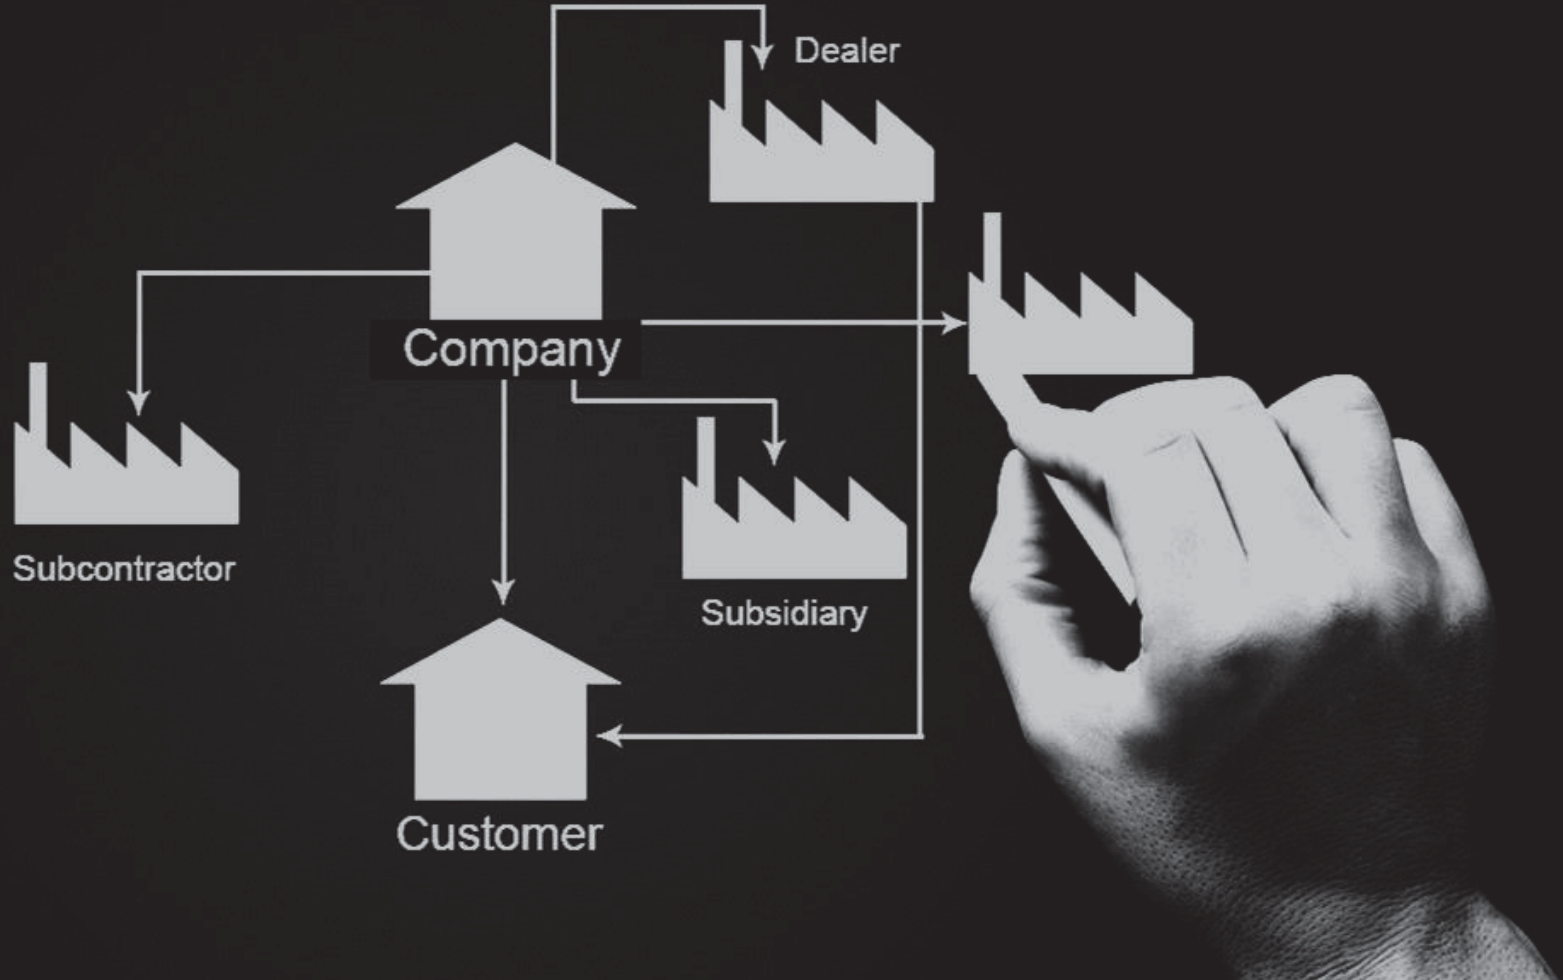 Dealer
Company
Subcontractor
Subsidiary
Customer